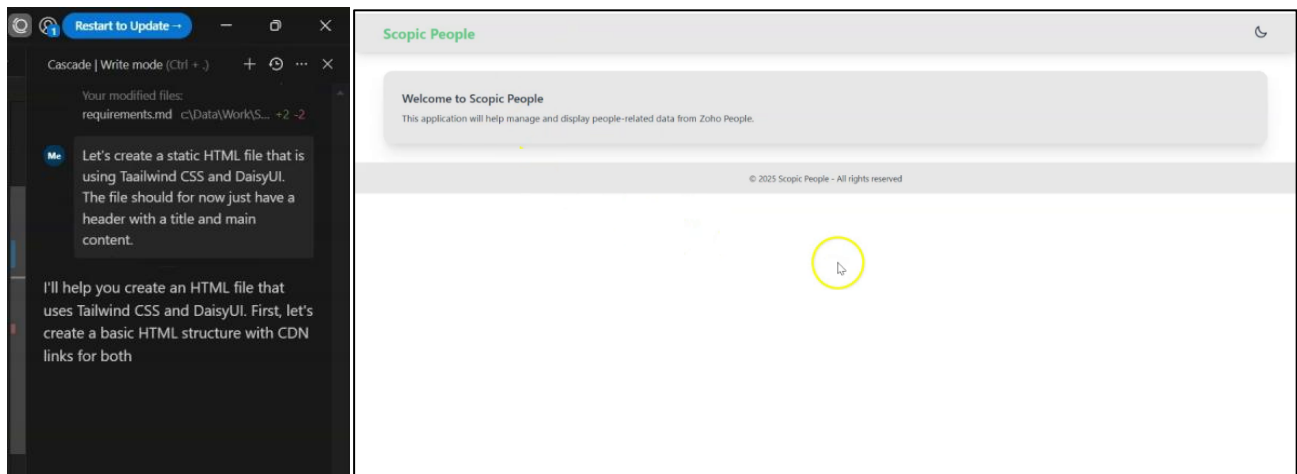 Restart to Update →
Cascade | Write mode (Ctrl + .)
Your modified files:
requirements.md c:\Data\Work\S... +2 -2
Me
Let's create a static HTML file that is
using Taailwind CSS and DaisyUI.
The file should for now just have a
header with a title and main
content.
I'll help you create an HTML file that
uses Tailwind CSS and DaisyUI. First, let's
create a basic HTML structure with CDN
links for both
Scopic People
Welcome to Scopic People
This application will help manage and display people-related data from Zoho People.
© 2025 Scopic People - All rights reserved